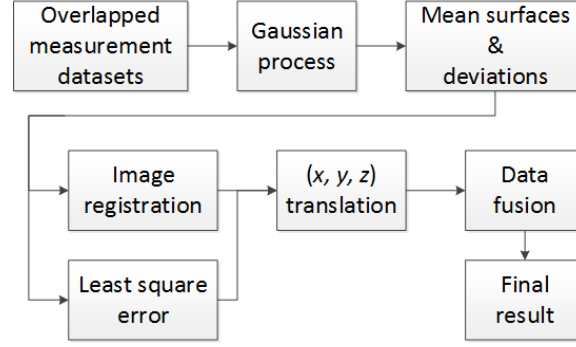 Overlapped
measurement
datasets
Gaussian
process
Mean surfaces
&
deviations
Image
registration
(x, y, z)
translation
Data
fusion
Least square
error
Final
result